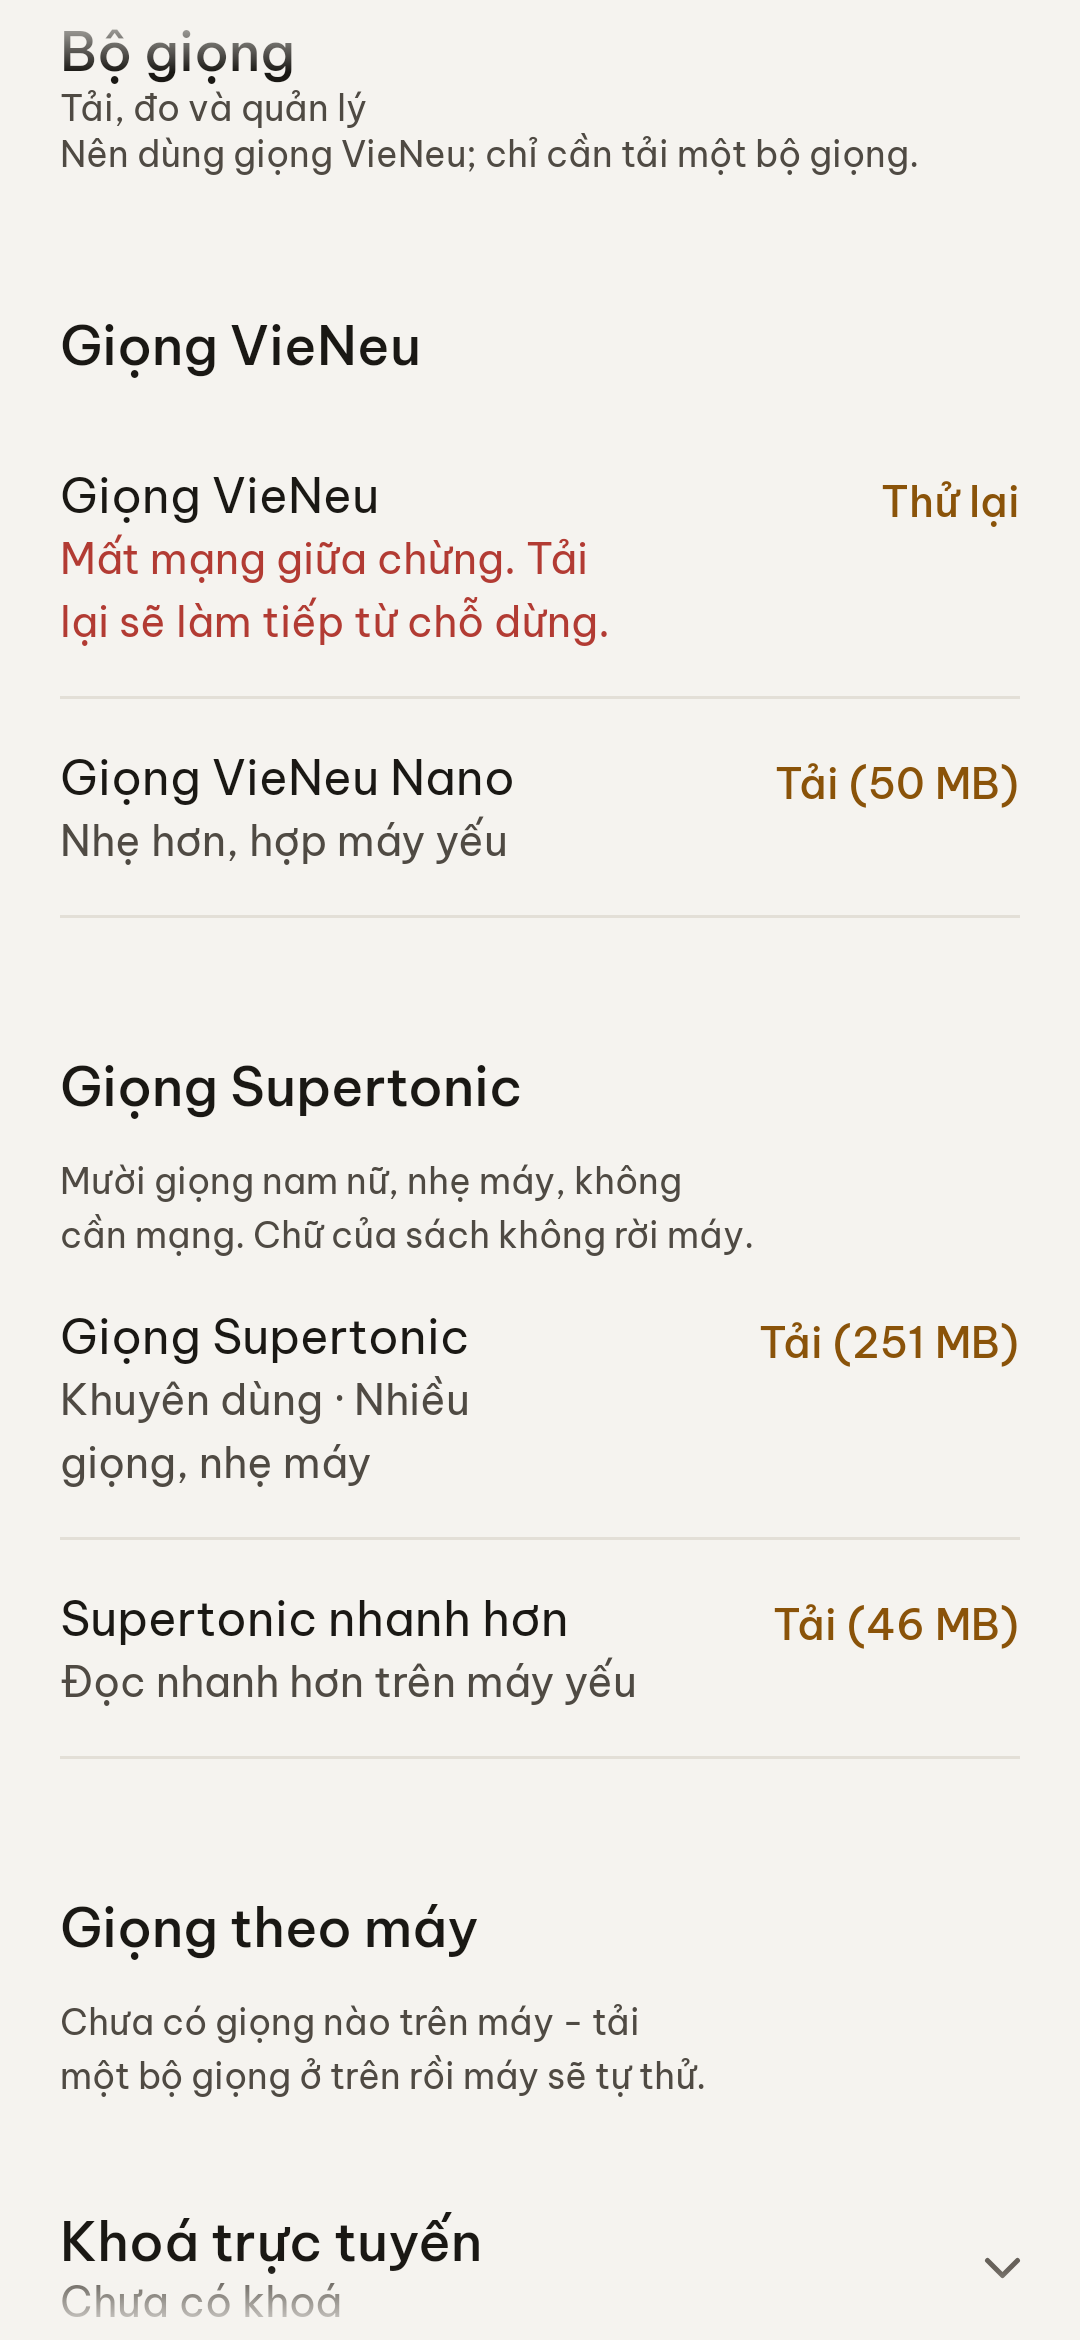 Bộ giọng
Tải, đo và quản lý
Nên dùng giọng VieNeu; chỉ cần tải một bộ giọng.
Giọng VieNeu
Giọng VieNeu
Thử lại
Mất mạng giữa chừng. Tải
lại sẽ làm tiếp từ chỗ dừng.
Giọng VieNeu Nano
Tải (50 MB)
Nhẹ hơn, hợp máy yếu
Giọng Supertonic
Mười giọng nam nữ, nhẹ máy, không
cần mạng. Chữ của sách không rời máy.
Giọng Supertonic
Tải (251 MB)
Khuyên dùng · Nhiều
giọng, nhẹ máy
Supertonic nhanh hơn
Tải (46 MB)
Đọc nhanh hơn trên máy yếu
Giọng theo máy
Chưa có giọng nào trên máy – tải
một bộ giọng ở trên rồi máy sẽ tự thử.
Khoá trực tuyến
Chưa có khoá